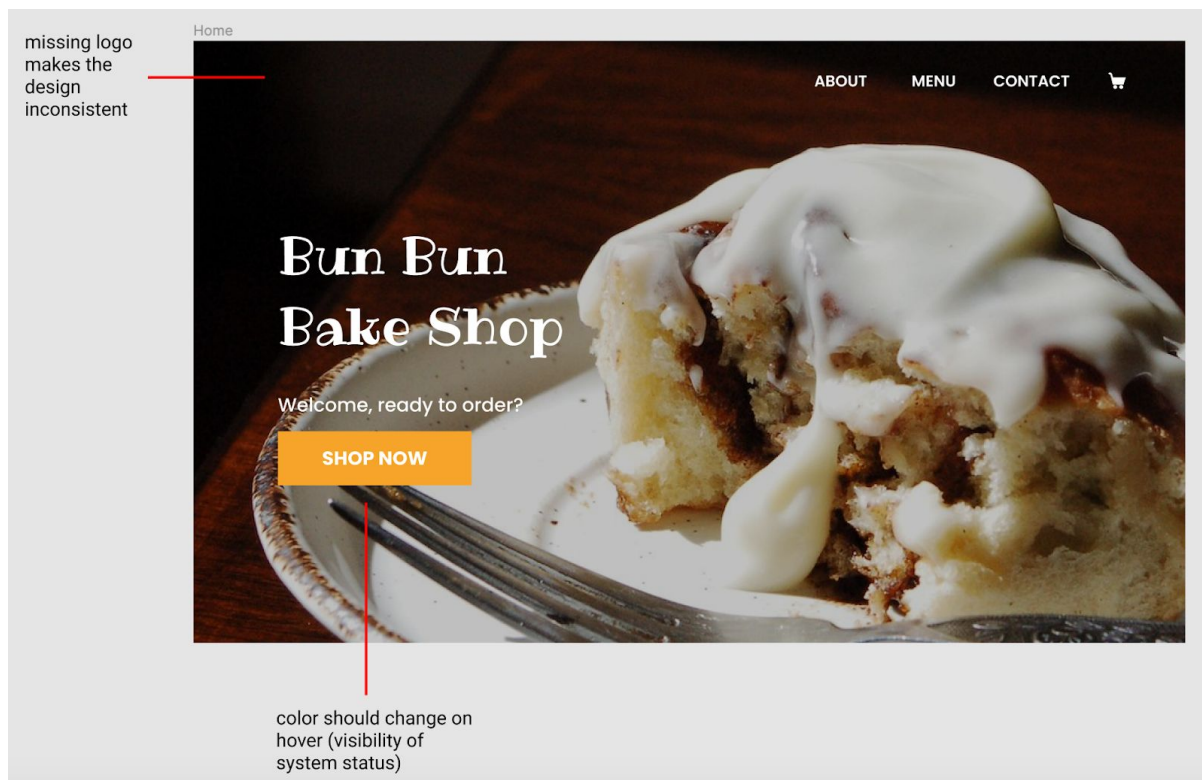 Home
missing logo
makes the
design
inconsistent
ABOUT MENU CONTACT
Bun Bun
Bake Shop
Welcome, ready to order?
SHOP NOW
color should change on
hover (visibility of
system status)